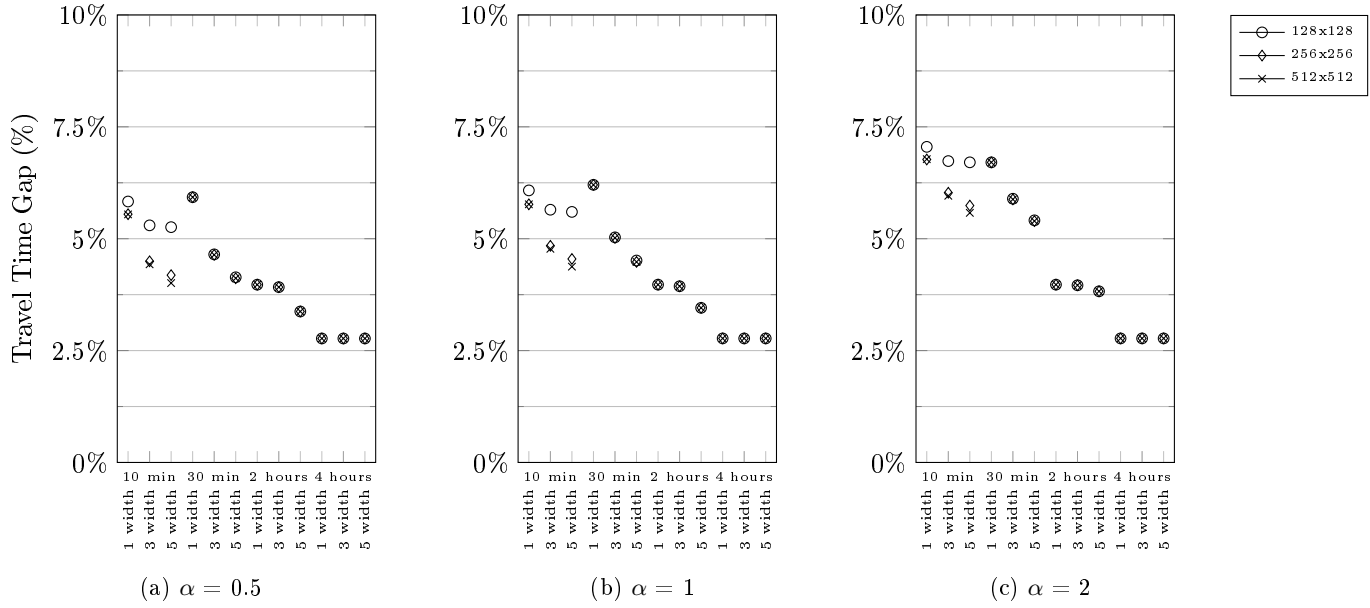 Travel Time Gap (%)
10%
7.5%
5%
2.5%
0%
10 min 30 min 2 hours 4 hours
1 width
3 width
5 width
1 width
3 width
5 width
1 width
3 width
5 width
1 width
3 width
5 width
(a) α = 0.5
10%
7.5%
5%
2.5%
0%
10 min 30 min 2 hours 4 hours
1 width
3 width
5 width
1 width
3 width
5 width
1 width
3 width
5 width
1 width
3 width
5 width
(b) α = 1
10%
7.5%
5%
2.5%
0%
10 min 30 min 2 hours 4 hours
1 width
3 width
5 width
1 width
3 width
5 width
1 width
3 width
5 width
1 width
3 width
5 width
(c) α = 2
128x128
256x256
512x512